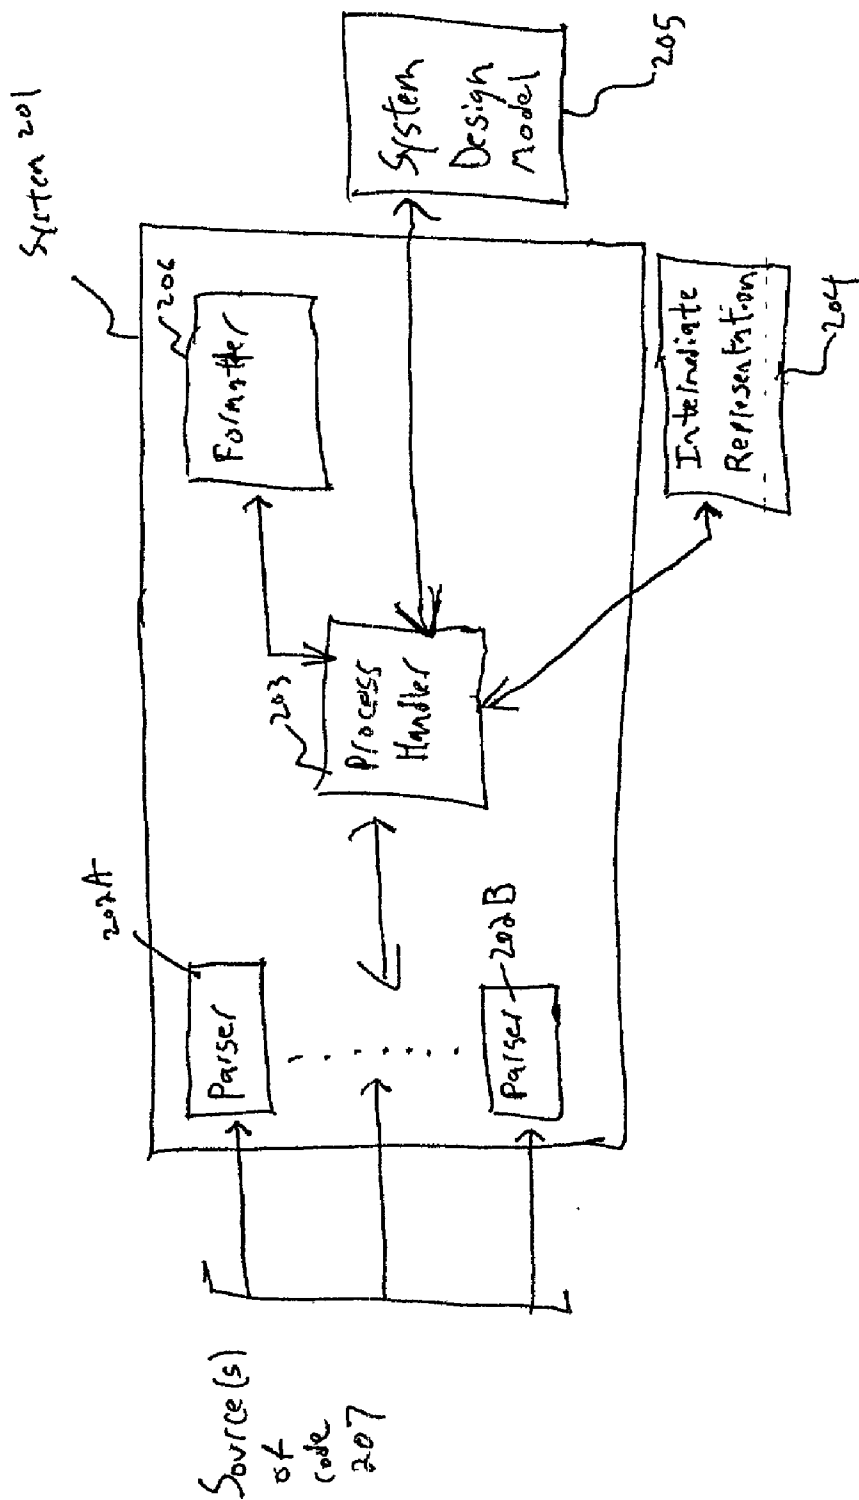 System 201
206
Formatter
System
Design
Model
205
203
Process
Handler
Intermediate
Representation
204
202A
Parser
Parser
202B
Source(s)
of
code
207